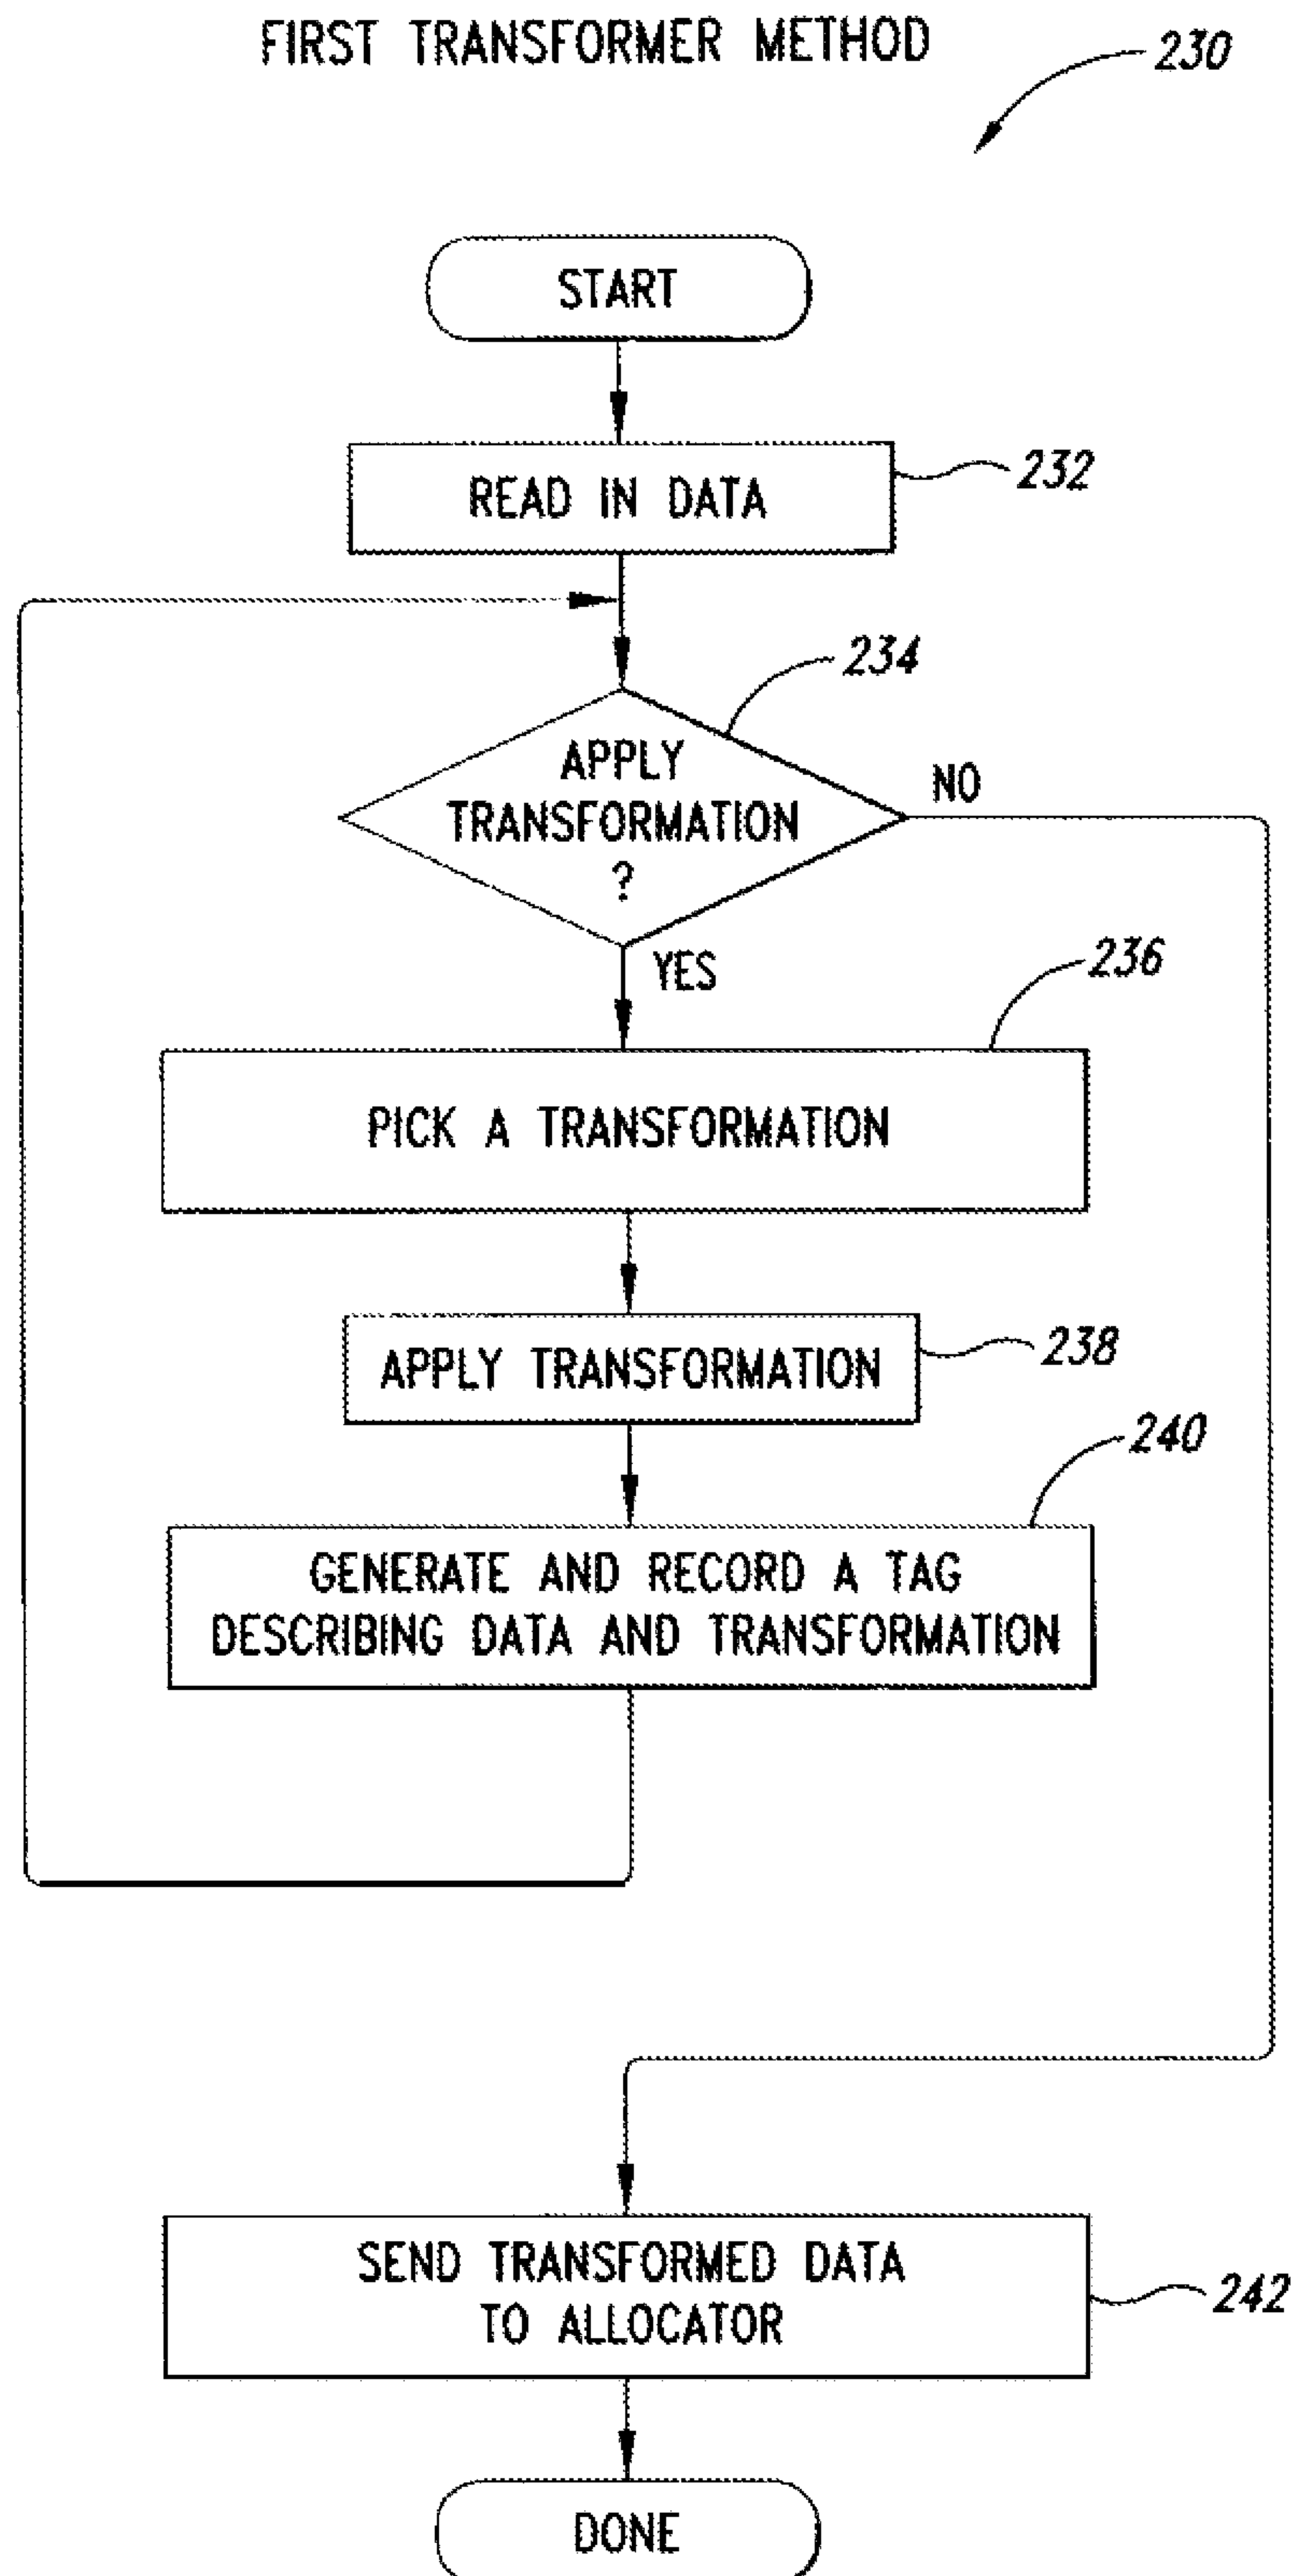 FIRST TRANSFORMER METHOD
230
START
READ IN DATA
232
234
APPLY
TRANSFORMATION
?
NO
YES
236
PICK A TRANSFORMATION
APPLY TRANSFORMATION
238
240
GENERATE AND RECORD A TAG
DESCRIBING DATA AND TRANSFORMATION
SEND TRANSFORMED DATA
TO ALLOCATOR
242
DONE